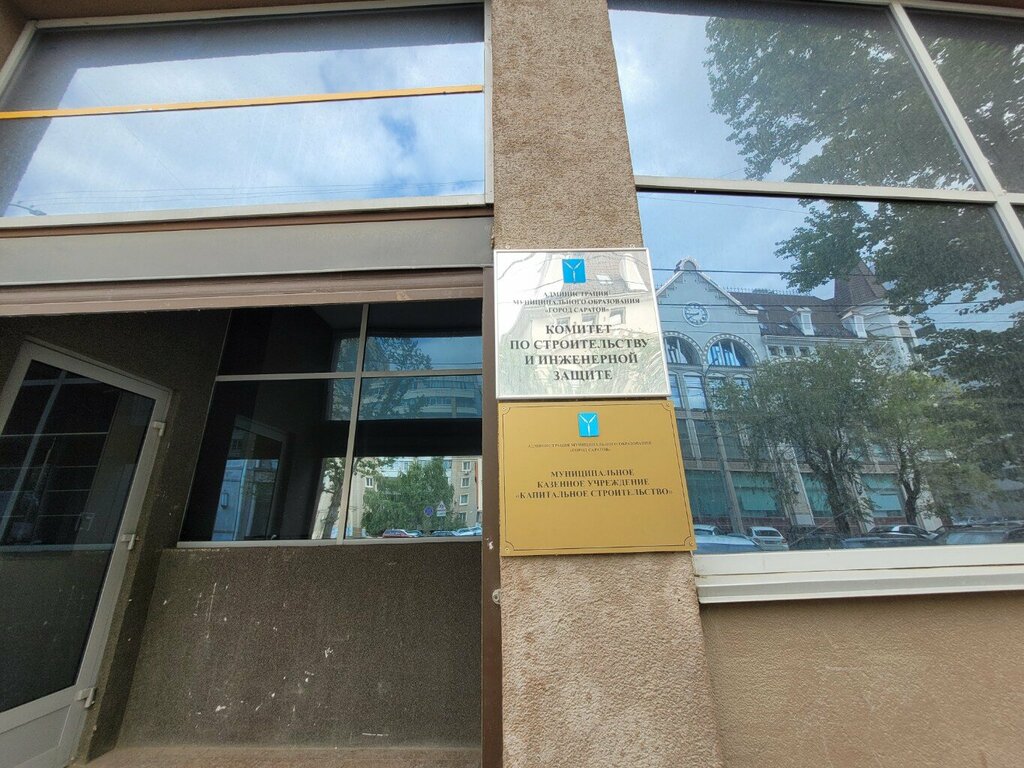 АДМИНИСТРАЦИЯ
МУНИЦИПАЛЬНОГО ОБРАЗОВАНИЯ
«ГОРОД САРАТОВ»
КОМИТЕТ
ПО СТРОИТЕЛЬСТВУ
И ИНЖЕНЕРНОЙ
ЗАЩИТЕ
АДМИНИСТРАЦИЯ МУНИЦИПАЛЬНОГО ОБРАЗОВАНИЯ
«ГОРОД САРАТОВ»
МУНИЦИПАЛЬНОЕ
КАЗЕННОЕ УЧРЕЖДЕНИЕ
«КАПИТАЛЬНОЕ СТРОИТЕЛЬСТВО»